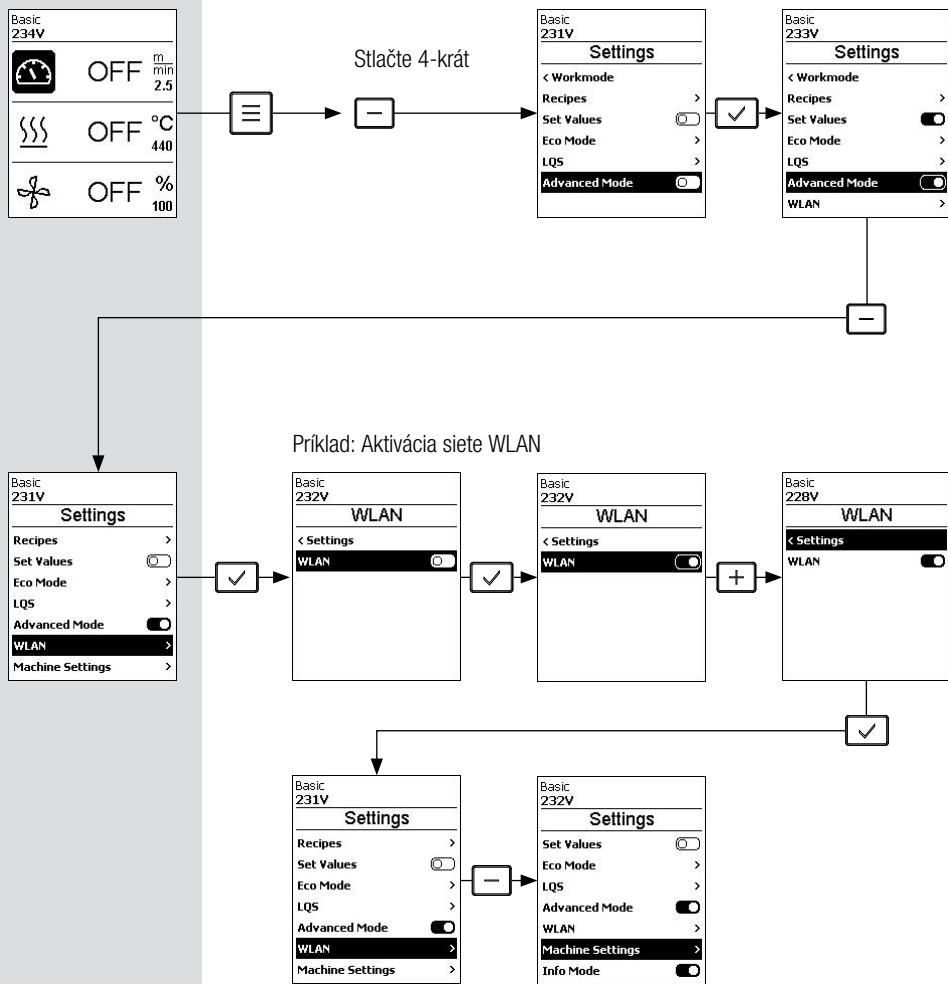 Basic
234V
OFF m/min
2.5
OFF °C
440
OFF %
100
Stlačte 4-krát
Basic
231V
Settings
< Workmode
Recipes >
Set Values
Eco Mode >
LQS >
Advanced Mode
Basic
233V
Settings
< Workmode
Recipes >
Set Values
Eco Mode >
LQS >
Advanced Mode
WLAN >
Príklad: Aktivácia siete WLAN
Basic
231V
Settings
Recipes >
Set Values
Eco Mode >
LQS >
Advanced Mode
WLAN >
Machine Settings >
Basic
232V
WLAN
< Settings
WLAN
Basic
232V
WLAN
< Settings
WLAN
Basic
228V
WLAN
< Settings
WLAN
Basic
231V
Settings
Recipes >
Set Values
Eco Mode >
LQS >
Advanced Mode
WLAN >
Machine Settings >
Basic
232V
Settings
Set Values
Eco Mode >
LQS >
Advanced Mode
WLAN >
Machine Settings >
Info Mode